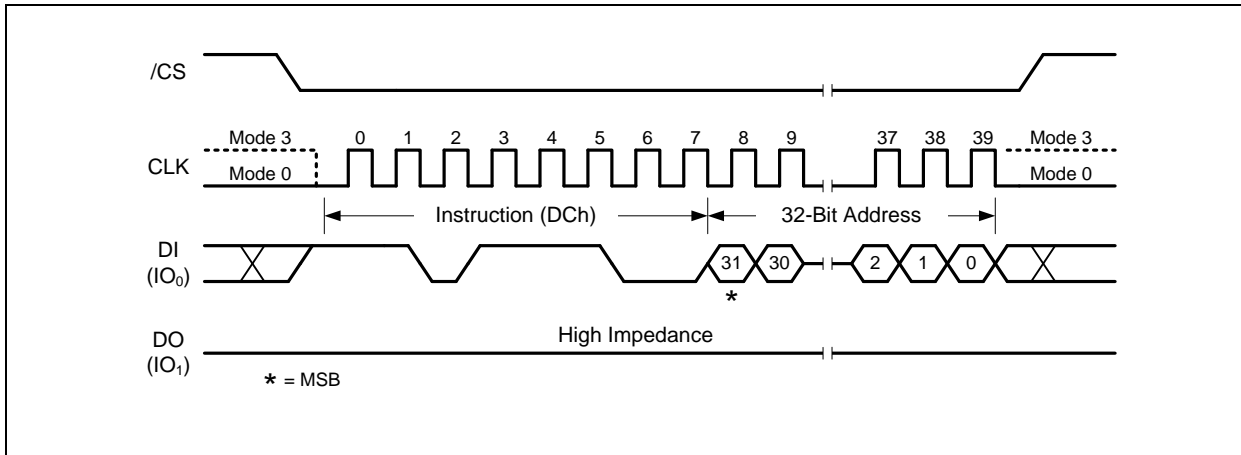 /CS
Mode 3 0 1 2 3 4 5 6 7 8 9 37 38 39 Mode 3
CLK
Mode 0 Mode 0
Instruction (DCh) 32-Bit Address
DI
(IO₀)
31 30 2 1 0
*
High Impedance
DO
(IO₁)
* = MSB